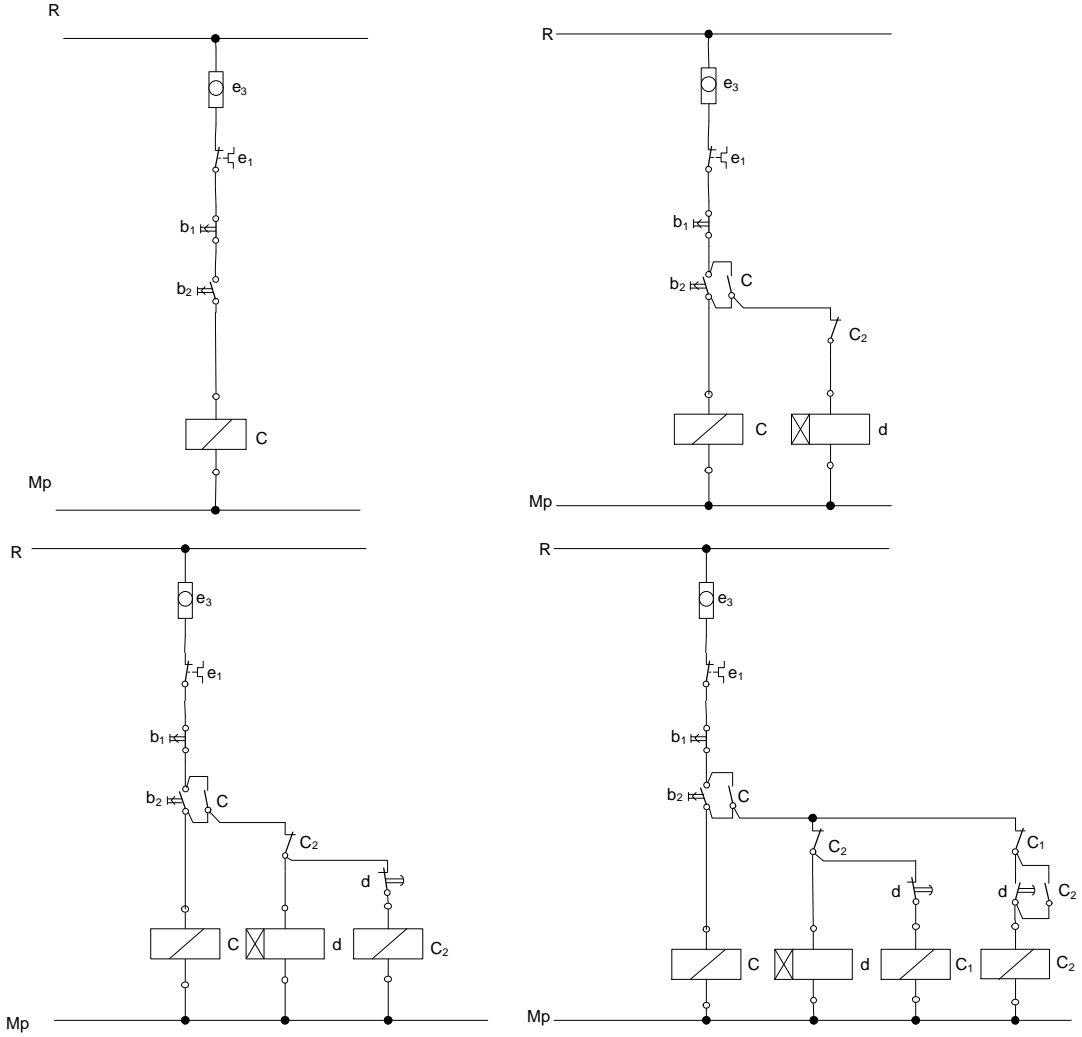 R
e₃
e₁
b₁
b₂
C
Mp
R
e₃
e₁
b₁
b₂ C
C₂
C d
Mp
R
e₃
e₁
b₁
b₂ C
C₂
d
C d C₂
Mp
R
e₃
e₁
b₁
b₂ C
C₂ C₁
d d C₂
C d C₁ C₂
Mp